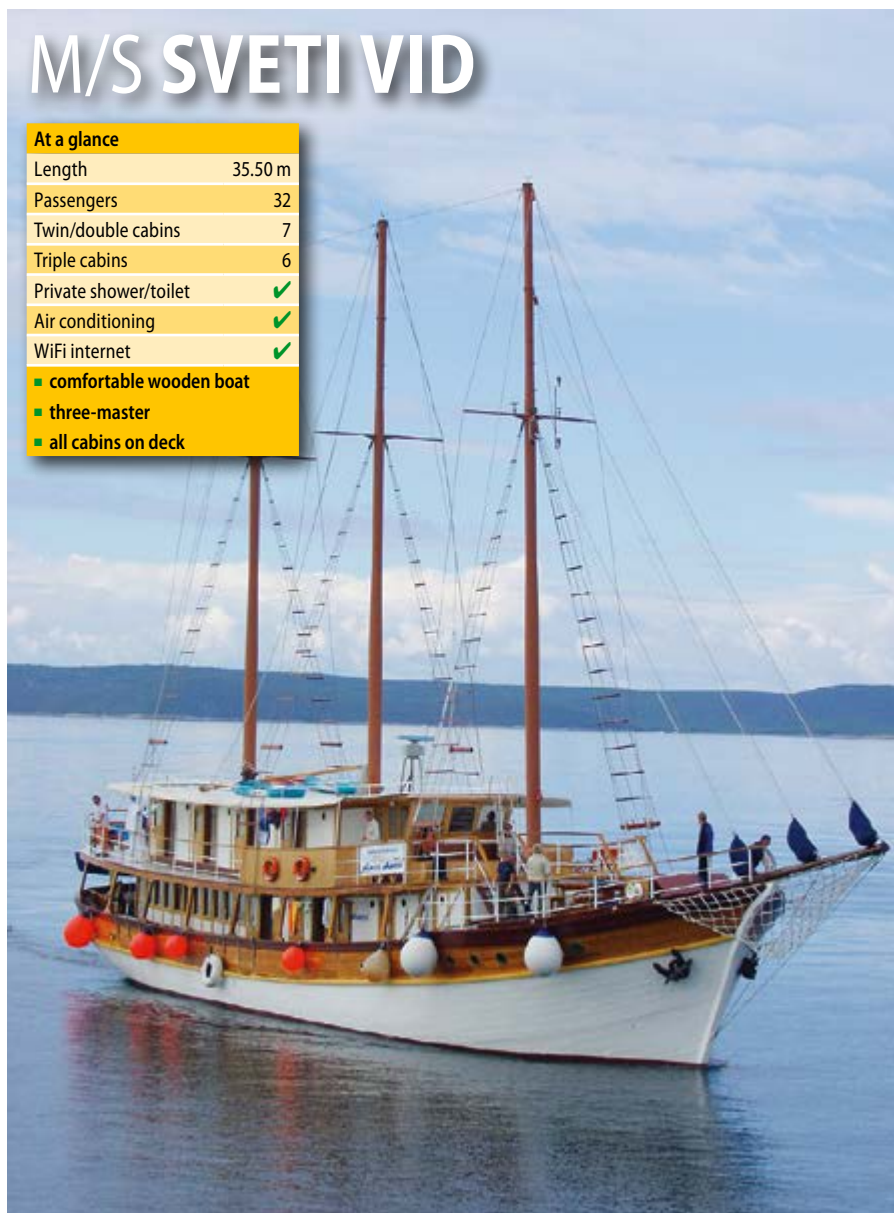 M/S SVETI VID
At a glance
Length 35.50 m
Passengers 32
Twin/double cabins 7
Triple cabins 6
Private shower/toilet ✔
Air conditioning ✔
WiFi internet ✔
▪ comfortable wooden boat
▪ three-master
▪ all cabins on deck